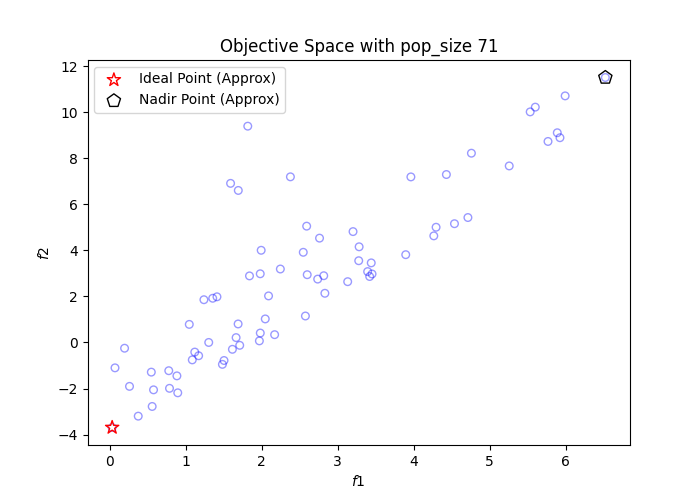 Objective Space with pop_size 71
Ideal Point (Approx)
Nadir Point (Approx)
12
10
8
6
4
2
0
−2
−4
f2
0 1 2 3 4 5 6
f1